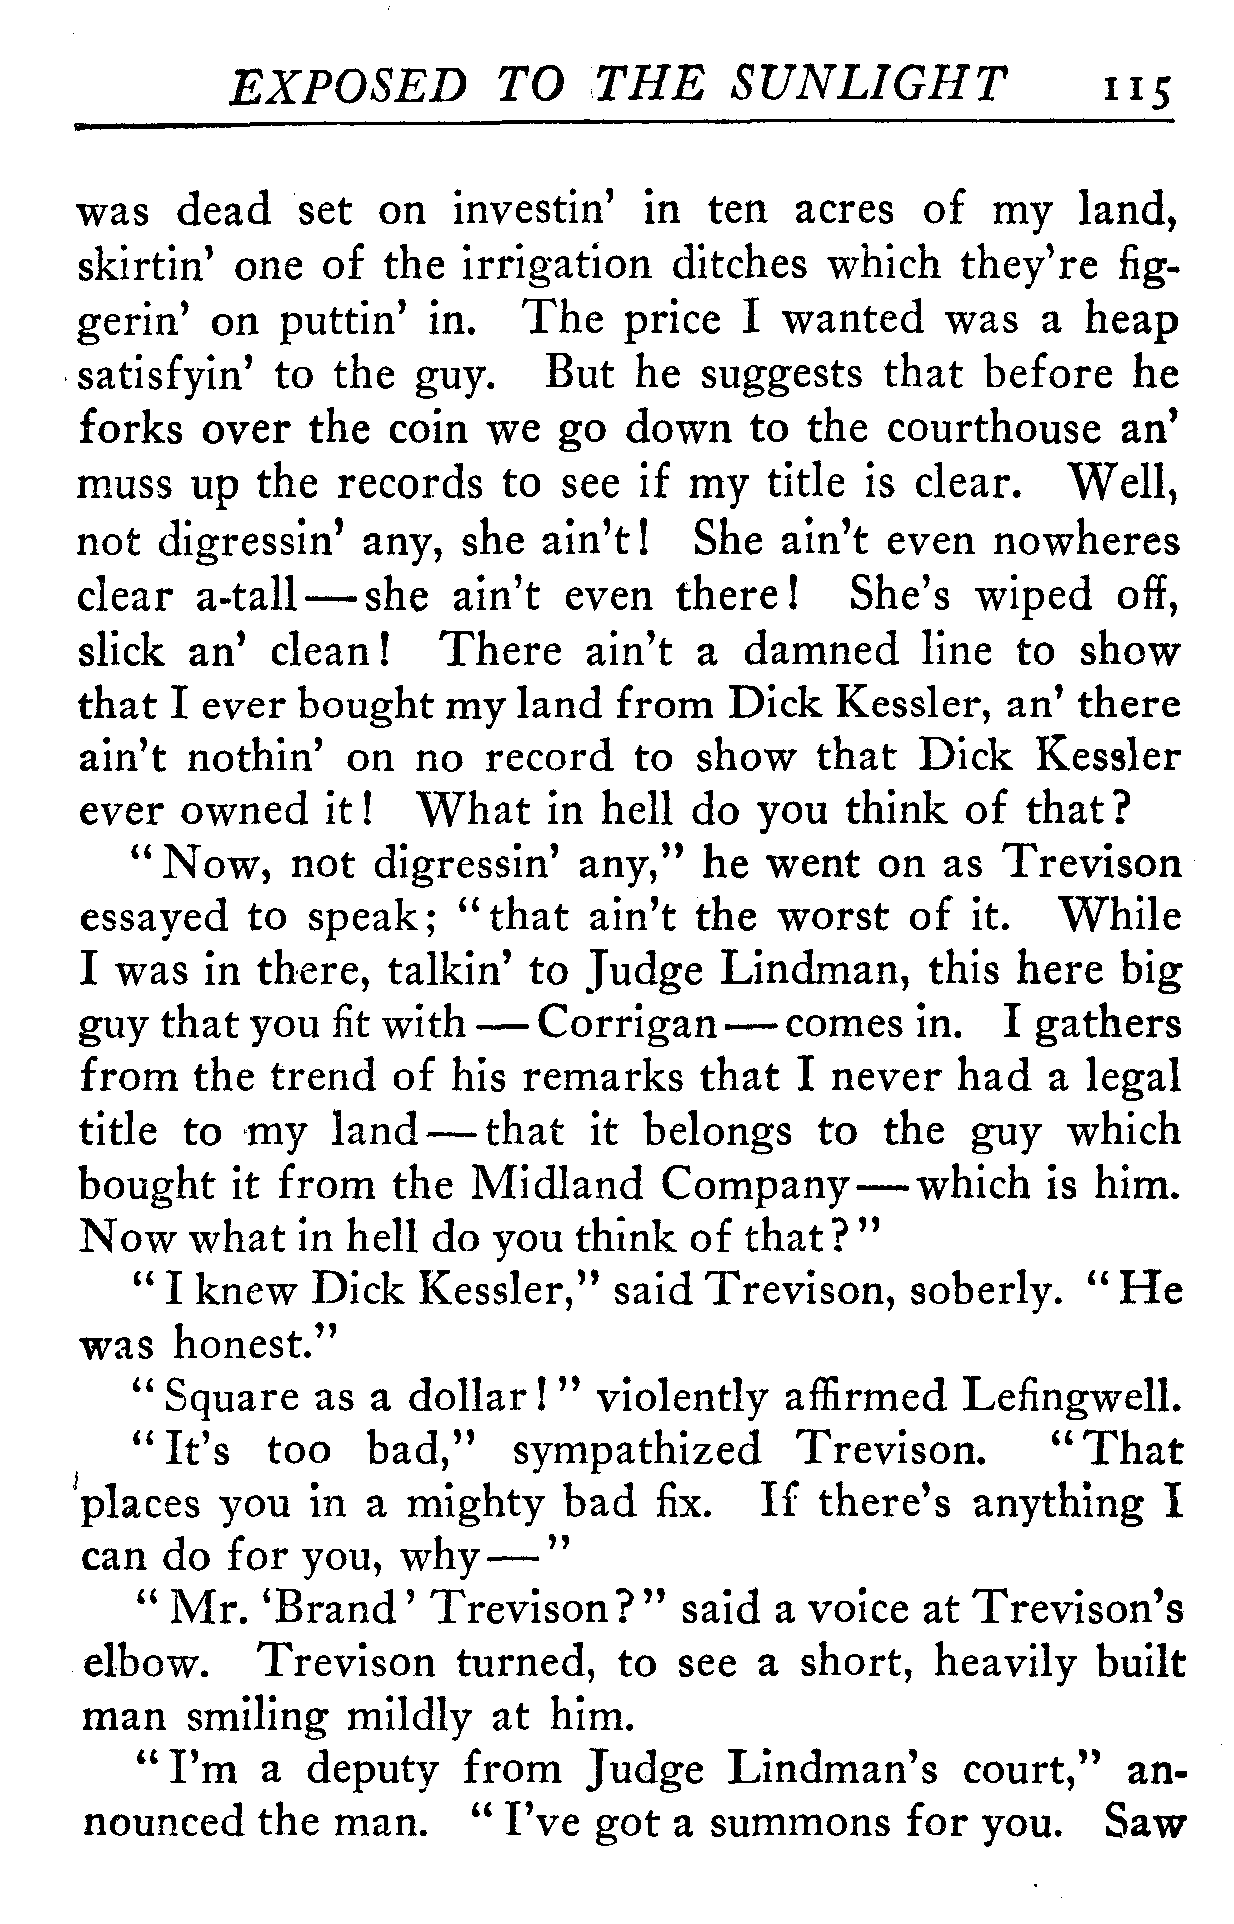 EXPOSED TO THE SUNLIGHT 115
was dead set on investin' in ten acres of my land,
skirtin' one of the irrigation ditches which they're fig-
gerin' on puttin' in. The price I wanted was a heap
satisfyin' to the guy. But he suggests that before he
forks over the coin we go down to the courthouse an'
muss up the records to see if my title is clear. Well,
not digressin' any, she ain't! She ain't even nowheres
clear a-tall—she ain't even there! She's wiped off,
slick an' clean! There ain't a damned line to show
that I ever bought my land from Dick Kessler, an' there
ain't nothin' on no record to show that Dick Kessler
ever owned it! What in hell do you think of that?
"Now, not digressin' any," he went on as Trevison
essayed to speak; "that ain't the worst of it. While
I was in there, talkin' to Judge Lindman, this here big
guy that you fit with—Corrigan—comes in. I gathers
from the trend of his remarks that I never had a legal
title to my land—that it belongs to the guy which
bought it from the Midland Company—which is him.
Now what in hell do you think of that?"
"I knew Dick Kessler," said Trevison, soberly. "He
was honest."
"Square as a dollar!" violently affirmed Lefingwell.
"It's too bad," sympathized Trevison. "That
places you in a mighty bad fix. If there's anything I
can do for you, why—"
"Mr. 'Brand' Trevison?" said a voice at Trevison's
elbow. Trevison turned, to see a short, heavily built
man smiling mildly at him.
"I'm a deputy from Judge Lindman's court," an-
nounced the man. "I've got a summons for you. Saw